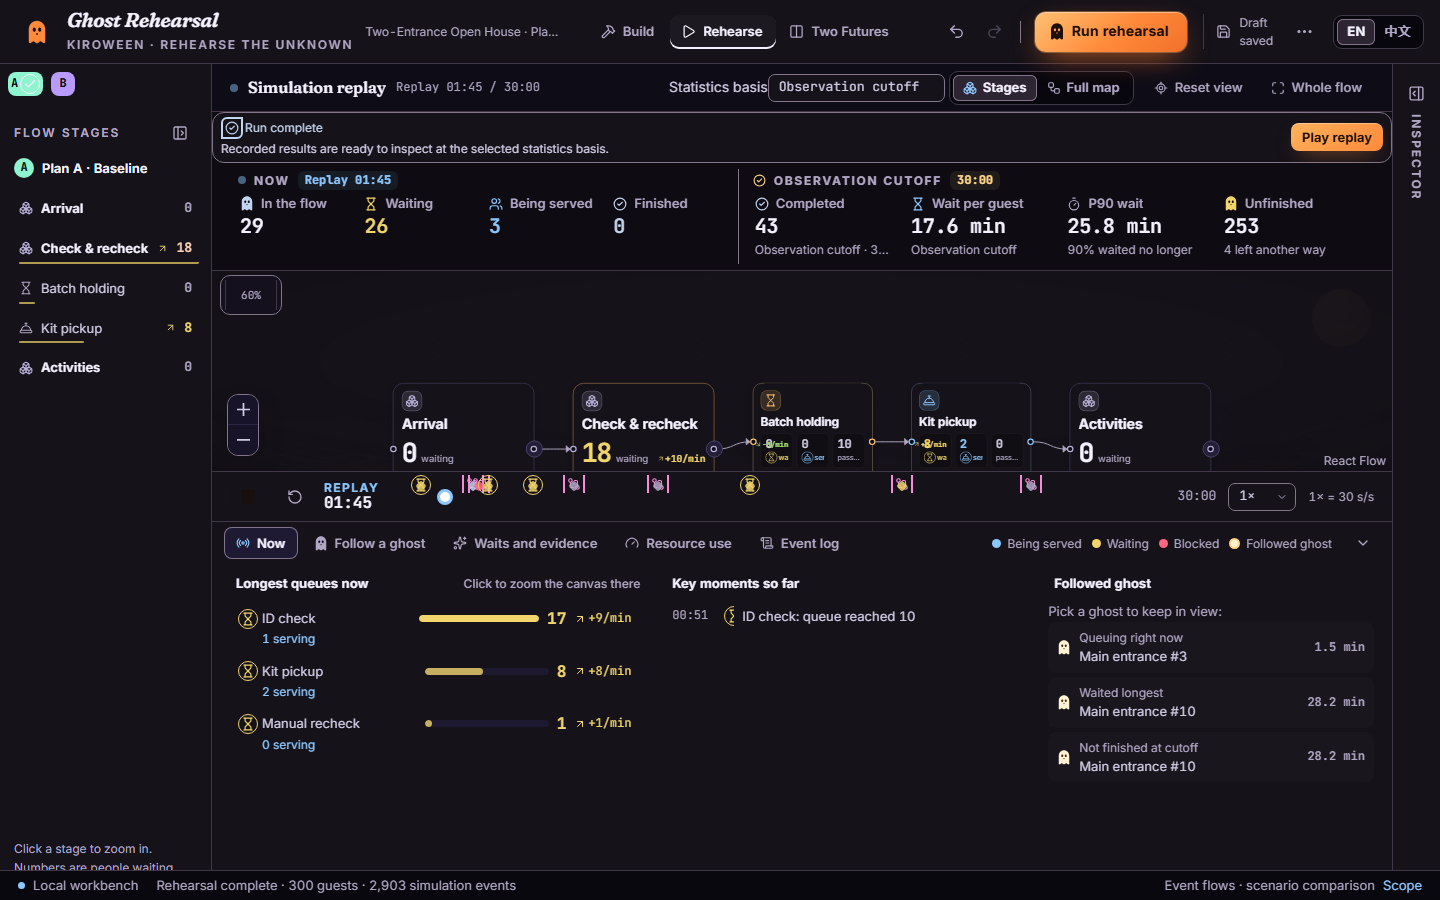 Ghost Rehearsal
KIROWEEN · REHEARSE THE UNKNOWN
Two-Entrance Open House · Pla...
Build
Rehearse
Two Futures
Run rehearsal
Draft saved
EN
中文
A
B
Simulation replay
Replay 01:45 / 30:00
Statistics basis
Observation cutoff
Stages
Full map
Reset view
Whole flow
FLOW STAGES
A Plan A · Baseline
Arrival 0
Check & recheck 18
Batch holding 0
Kit pickup 8
Activities 0
Click a stage to zoom in.
Numbers are people waiting
Run complete
Recorded results are ready to inspect at the selected statistics basis.
Play replay
INSPECTOR
NOW Replay 01:45
In the flow
29
Waiting
26
Being served
3
Finished
0
OBSERVATION CUTOFF 30:00
Completed
43
Observation cutoff · 3...
Wait per guest
17.6 min
Observation cutoff
P90 wait
25.8 min
90% waited no longer
Unfinished
253
4 left another way
60%
Arrival
0 waiting
Check & recheck
18 waiting +10/min
Batch holding
0 0 10
wa ser pass...
Kit pickup
8 2 0
wa ser pass...
Activities
0 waiting
React Flow
REPLAY
01:45
30:00
1×
1× = 30 s/s
Now
Follow a ghost
Waits and evidence
Resource use
Event log
Being served
Waiting
Blocked
Followed ghost
Longest queues now
Click to zoom the canvas there
ID check 17 +9/min
1 serving
Kit pickup 8 +8/min
2 serving
Manual recheck 1 +1/min
0 serving
Key moments so far
00:51 ID check: queue reached 10
Followed ghost
Pick a ghost to keep in view:
Queuing right now
Main entrance #3
1.5 min
Waited longest
Main entrance #10
28.2 min
Not finished at cutoff
Main entrance #10
28.2 min
Local workbench
Rehearsal complete · 300 guests · 2,903 simulation events
Event flows · scenario comparison
Scope